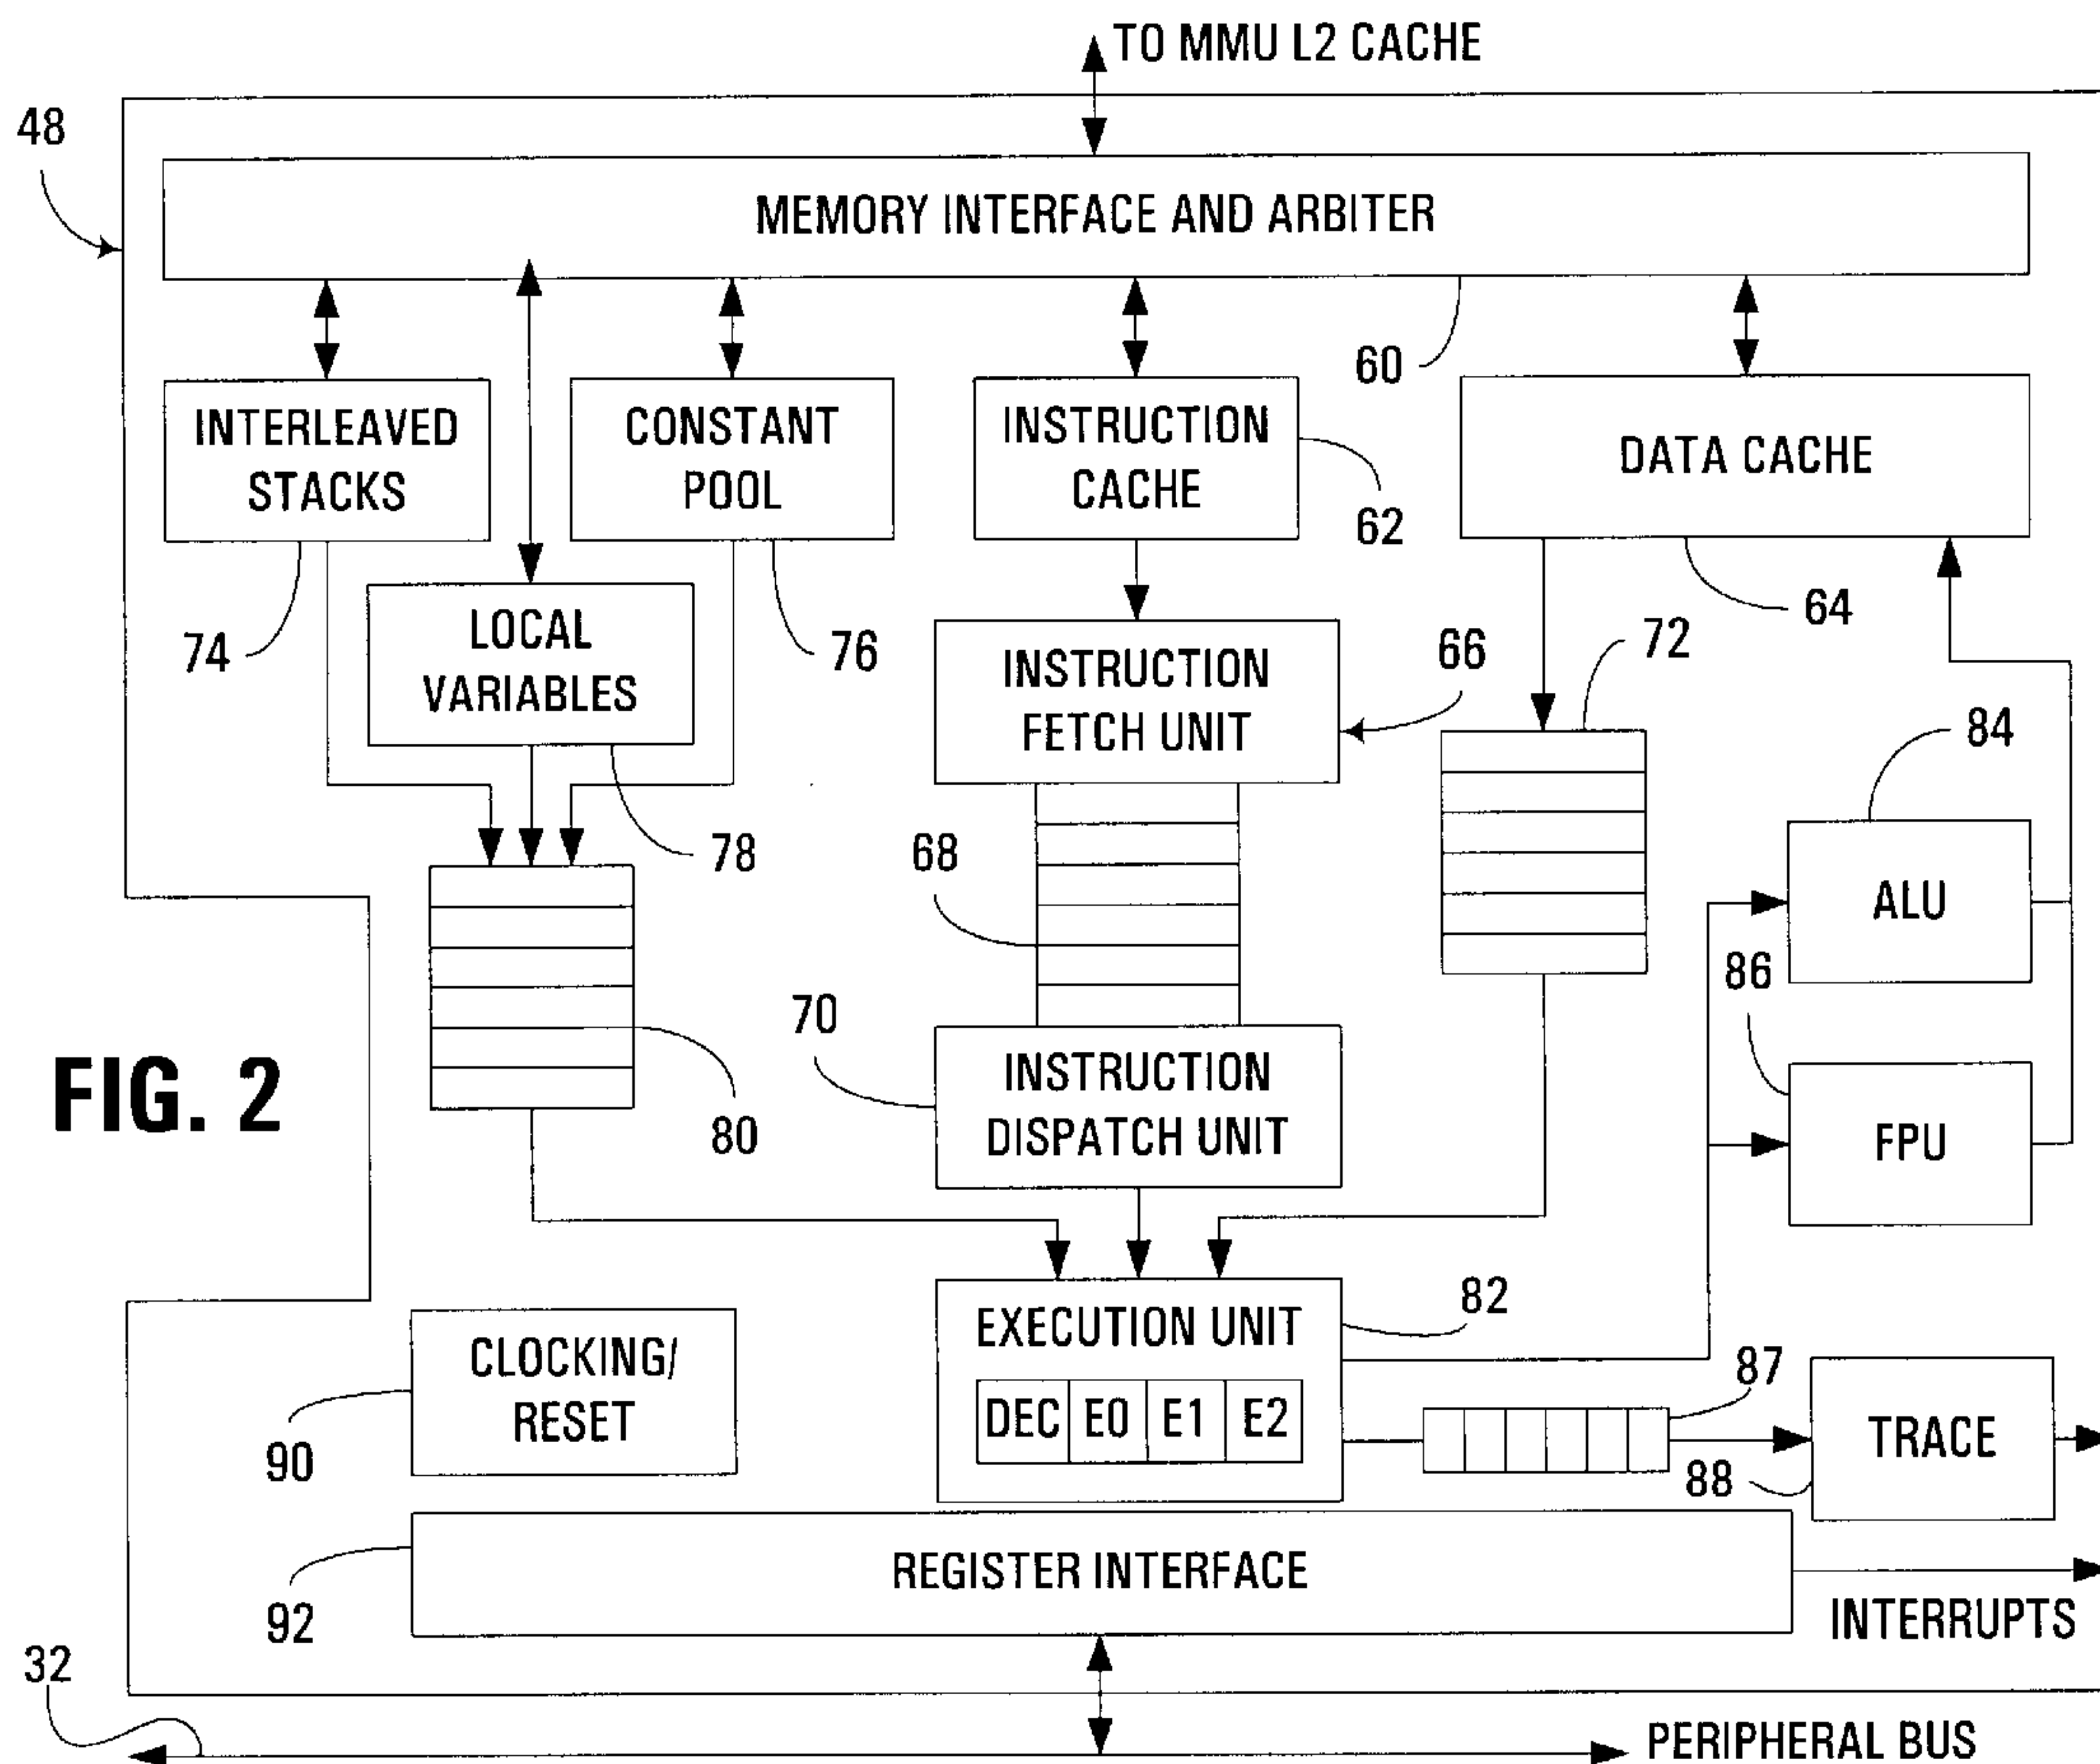 TO MMU L2 CACHE
48
MEMORY INTERFACE AND ARBITER
60
INTERLEAVED
STACKS
CONSTANT
POOL
INSTRUCTION
CACHE
DATA CACHE
62
74
LOCAL
VARIABLES
76
64
INSTRUCTION
FETCH UNIT
66
72
84
78
68
ALU
86
70
FIG. 2
80
INSTRUCTION
DISPATCH UNIT
FPU
EXECUTION UNIT
82
DEC E0 E1 E2
CLOCKING/
RESET
90
87
88
TRACE
REGISTER INTERFACE
92
INTERRUPTS
32
PERIPHERAL BUS